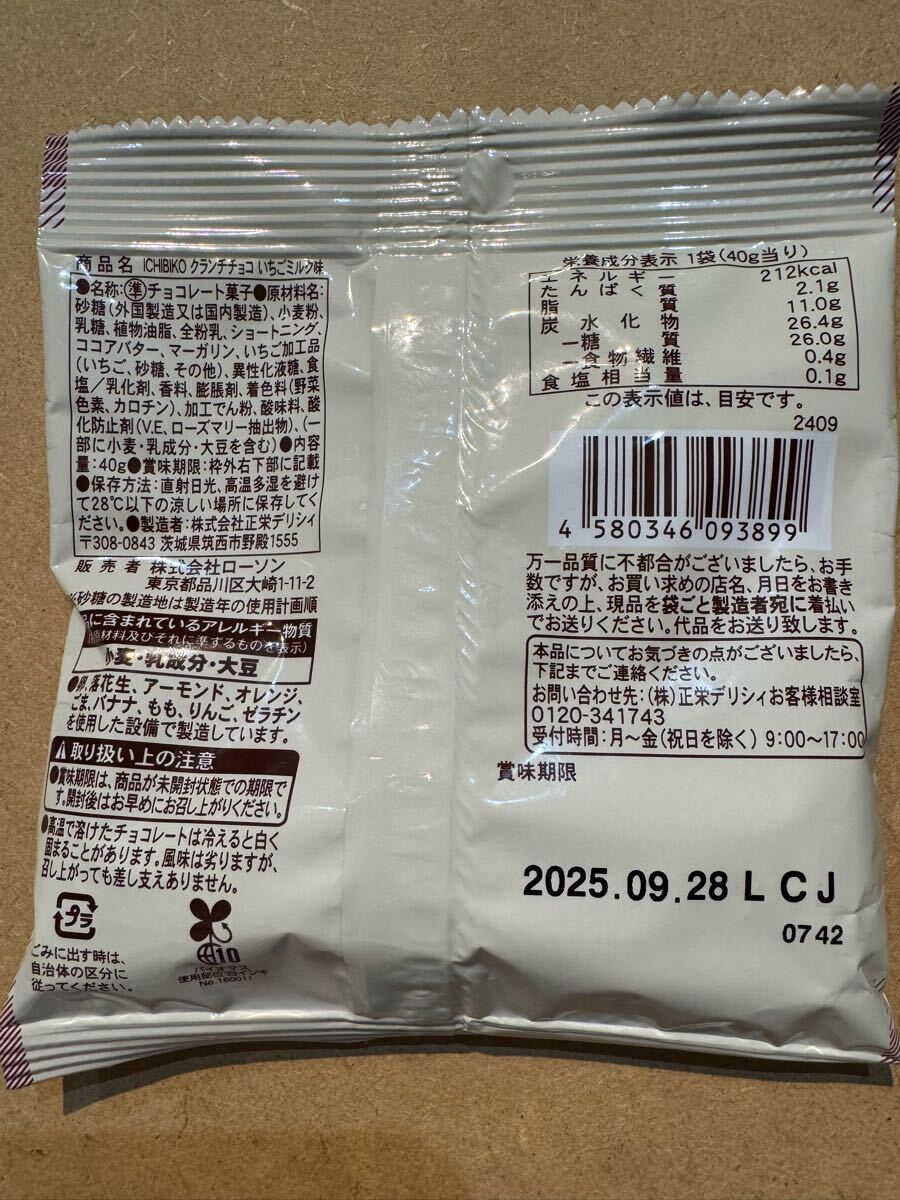 商品名 ICHIBIKO クランチチョコ いちごミルク味
●名称:準チョコレート菓子●原材料名:
砂糖(外国製造又は国内製造)、小麦粉、
乳糖、植物油脂、全粉乳、ショートニング、
ココアバター、マーガリン、いちご加工品
(いちご、砂糖、その他)、異性化液糖、食
塩/乳化剤、香料、膨脹剤、着色料(野菜
色素、カロチン)、加工でん粉、酸味料、酸
化防止剤(V.E、ローズマリー抽出物)、(一
部に小麦・乳成分・大豆を含む)●内容
量:40g●賞味期限:枠外右下部に記載
●保存方法:直射日光、高温多湿を避け
て28℃以下の涼しい場所に保存してく
ださい。●製造者:株式会社正栄デリシィ
〒308-0843 茨城県筑西市野殿1555
販売者 株式会社ローソン
東京都品川区大崎1-11-2
※砂糖の製造地は製造年の使用計画順
に含まれているアレルギー物質
(原材料及びそれに準ずるものを表示)
小麦・乳成分・大豆
●卵、落花生、アーモンド、オレンジ、
ごま、バナナ、もも、りんご、ゼラチン
を使用した設備で製造しています。
取り扱い上の注意
●賞味期限は、商品が未開封状態での期限で
す。開封後はお早めにお召し上がりください。
●高温で溶けたチョコレートは冷えると白く
固まることがあります。風味は劣りますが、
召し上がっても差し支えありません。
プラ
ごみに出す時は、
自治体の区分に
従ってください。
10
バイオマス
使用部位:白インキ
No.160011
栄養成分表示 1袋(40g当り)
エネルギー 212kcal
たんぱく質 2.1g
脂質 11.0g
炭水化物 26.4g
―糖質 26.0g
―食物繊維 0.4g
食塩相当量 0.1g
この表示値は、目安です。
2409
4 580346 093899
万一品質に不都合がございましたら、お手
数ですが、お買い求めの店名、月日をお書き
添えの上、現品を袋ごと製造者宛に着払い
でお送りください。代品をお送り致します。
本品についてお気づきの点がございましたら、
下記までご連絡ください。
お問い合わせ先:(株)正栄デリシィお客様相談室
0120-341743
受付時間:月〜金(祝日を除く) 9:00〜17:00
賞味期限
2025.09.28 L C J
0742